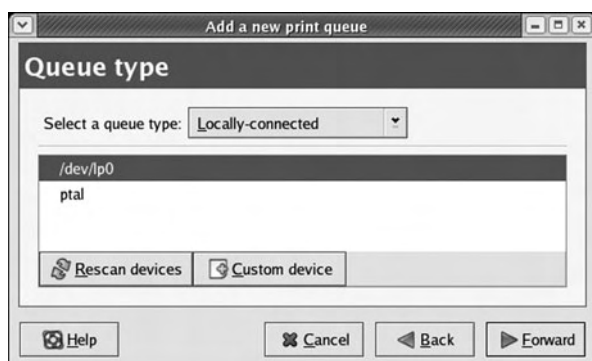 Add a new print queue
Queue type
Select a queue type: Locally-connected
/dev/lp0
ptal
Rescan devices Custom device
Help Cancel Back Forward